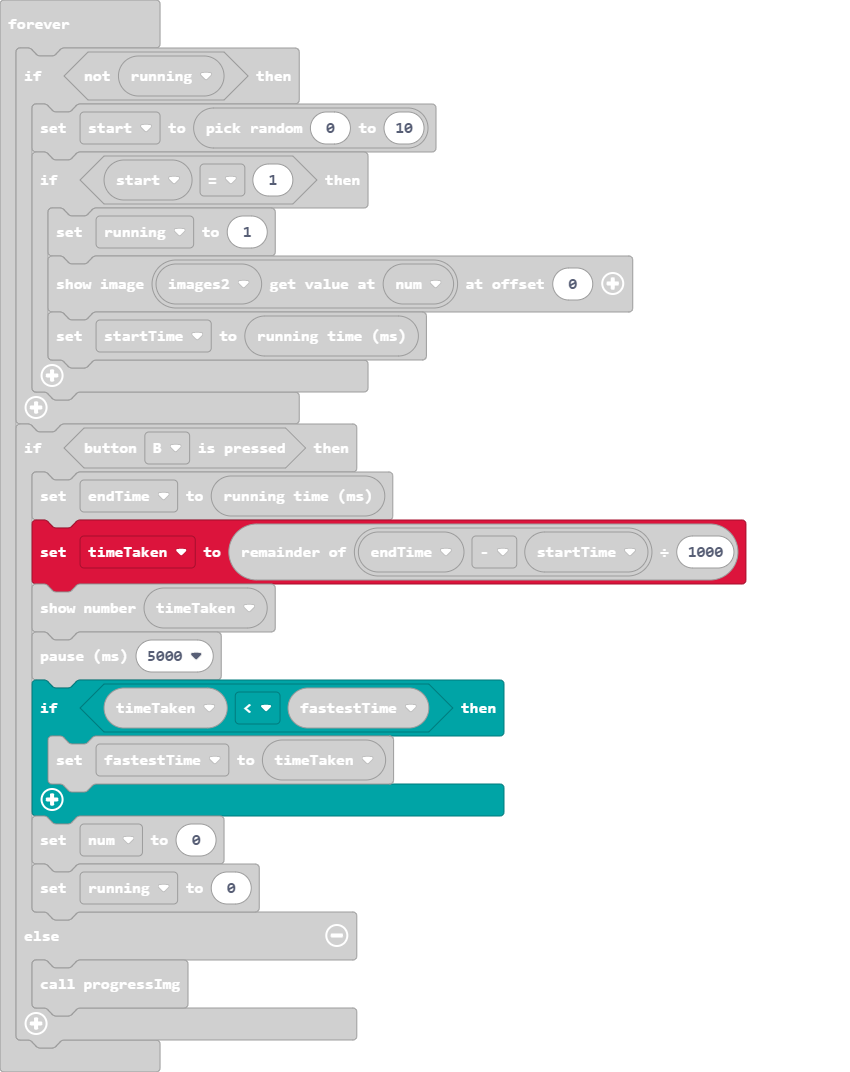 forever
if not running then
set start to pick random 0 to 10
if start = 1 then
set running to 1
show image images2 get value at num at offset 0
set startTime to running time (ms)
if button B is pressed then
set endTime to running time (ms)
set timeTaken to remainder of endTime - startTime ÷ 1000
show number timeTaken
pause (ms) 5000
if timeTaken < fastestTime then
set fastestTime to timeTaken
set num to 0
set running to 0
else
call progressImg